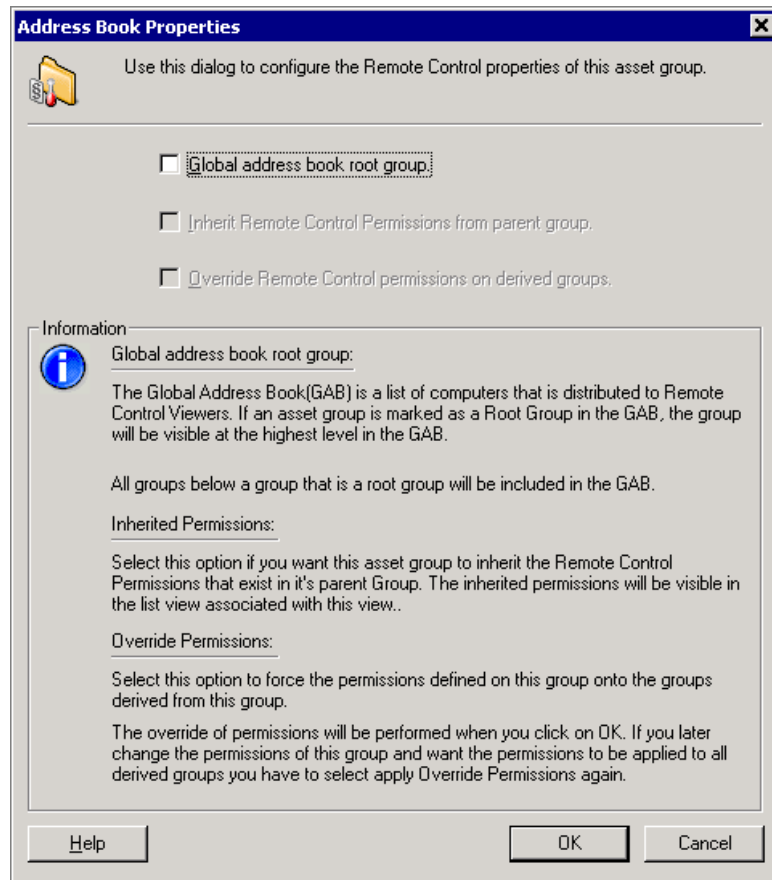 Address Book Properties
Use this dialog to configure the Remote Control properties of this asset group.
Global address book root group.
Inherit Remote Control Permissions from parent group.
Override Remote Control permissions on derived groups.
Information
Global address book root group:
The Global Address Book(GAB) is a list of computers that is distributed to Remote
Control Viewers. If an asset group is marked as a Root Group in the GAB, the group
will be visible at the highest level in the GAB.
All groups below a group that is a root group will be included in the GAB.
Inherited Permissions:
Select this option if you want this asset group to inherit the Remote Control
Permissions that exist in it's parent Group. The inherited permissions will be visible in
the list view associated with this view..
Override Permissions:
Select this option to force the permissions defined on this group onto the groups
derived from this group.
The override of permissions will be performed when you click on OK. If you later
change the permissions of this group and want the permissions to be applied to all
derived groups you have to select apply Override Permissions again.
Help
OK
Cancel